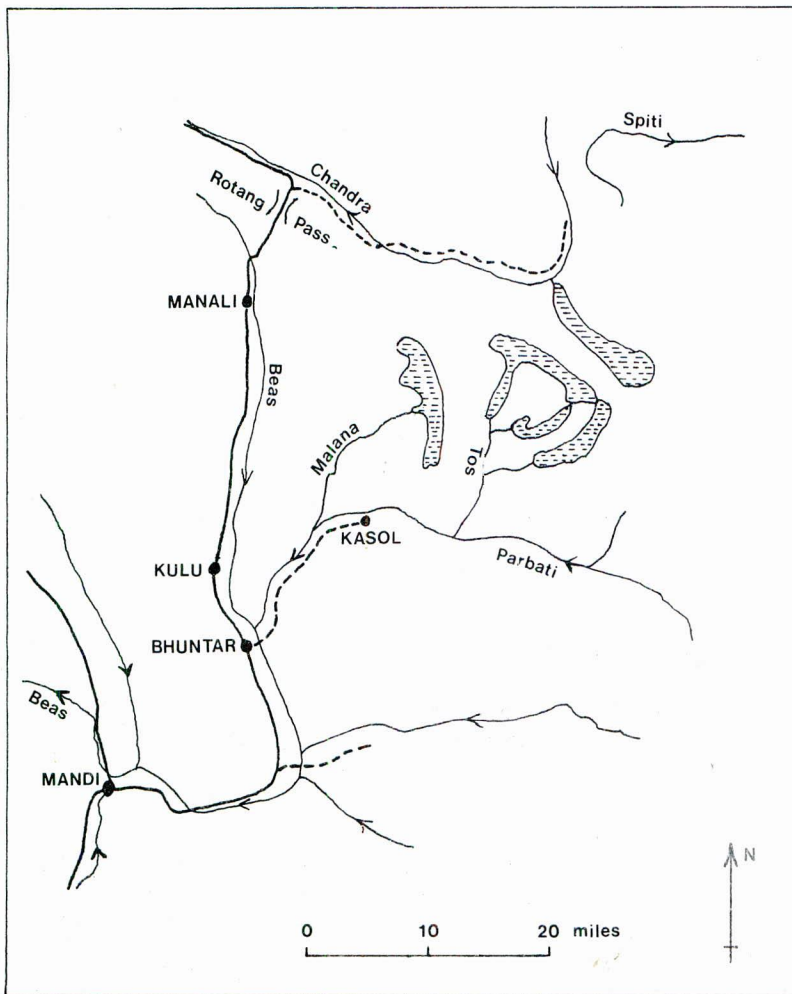 Spiti
Chandra
Rotang
Pass
MANALI
Beas
Malana
Tos
KASOL
Parbati
KULU
BHUNTAR
Beas
MANDI
N
0 10 20 miles